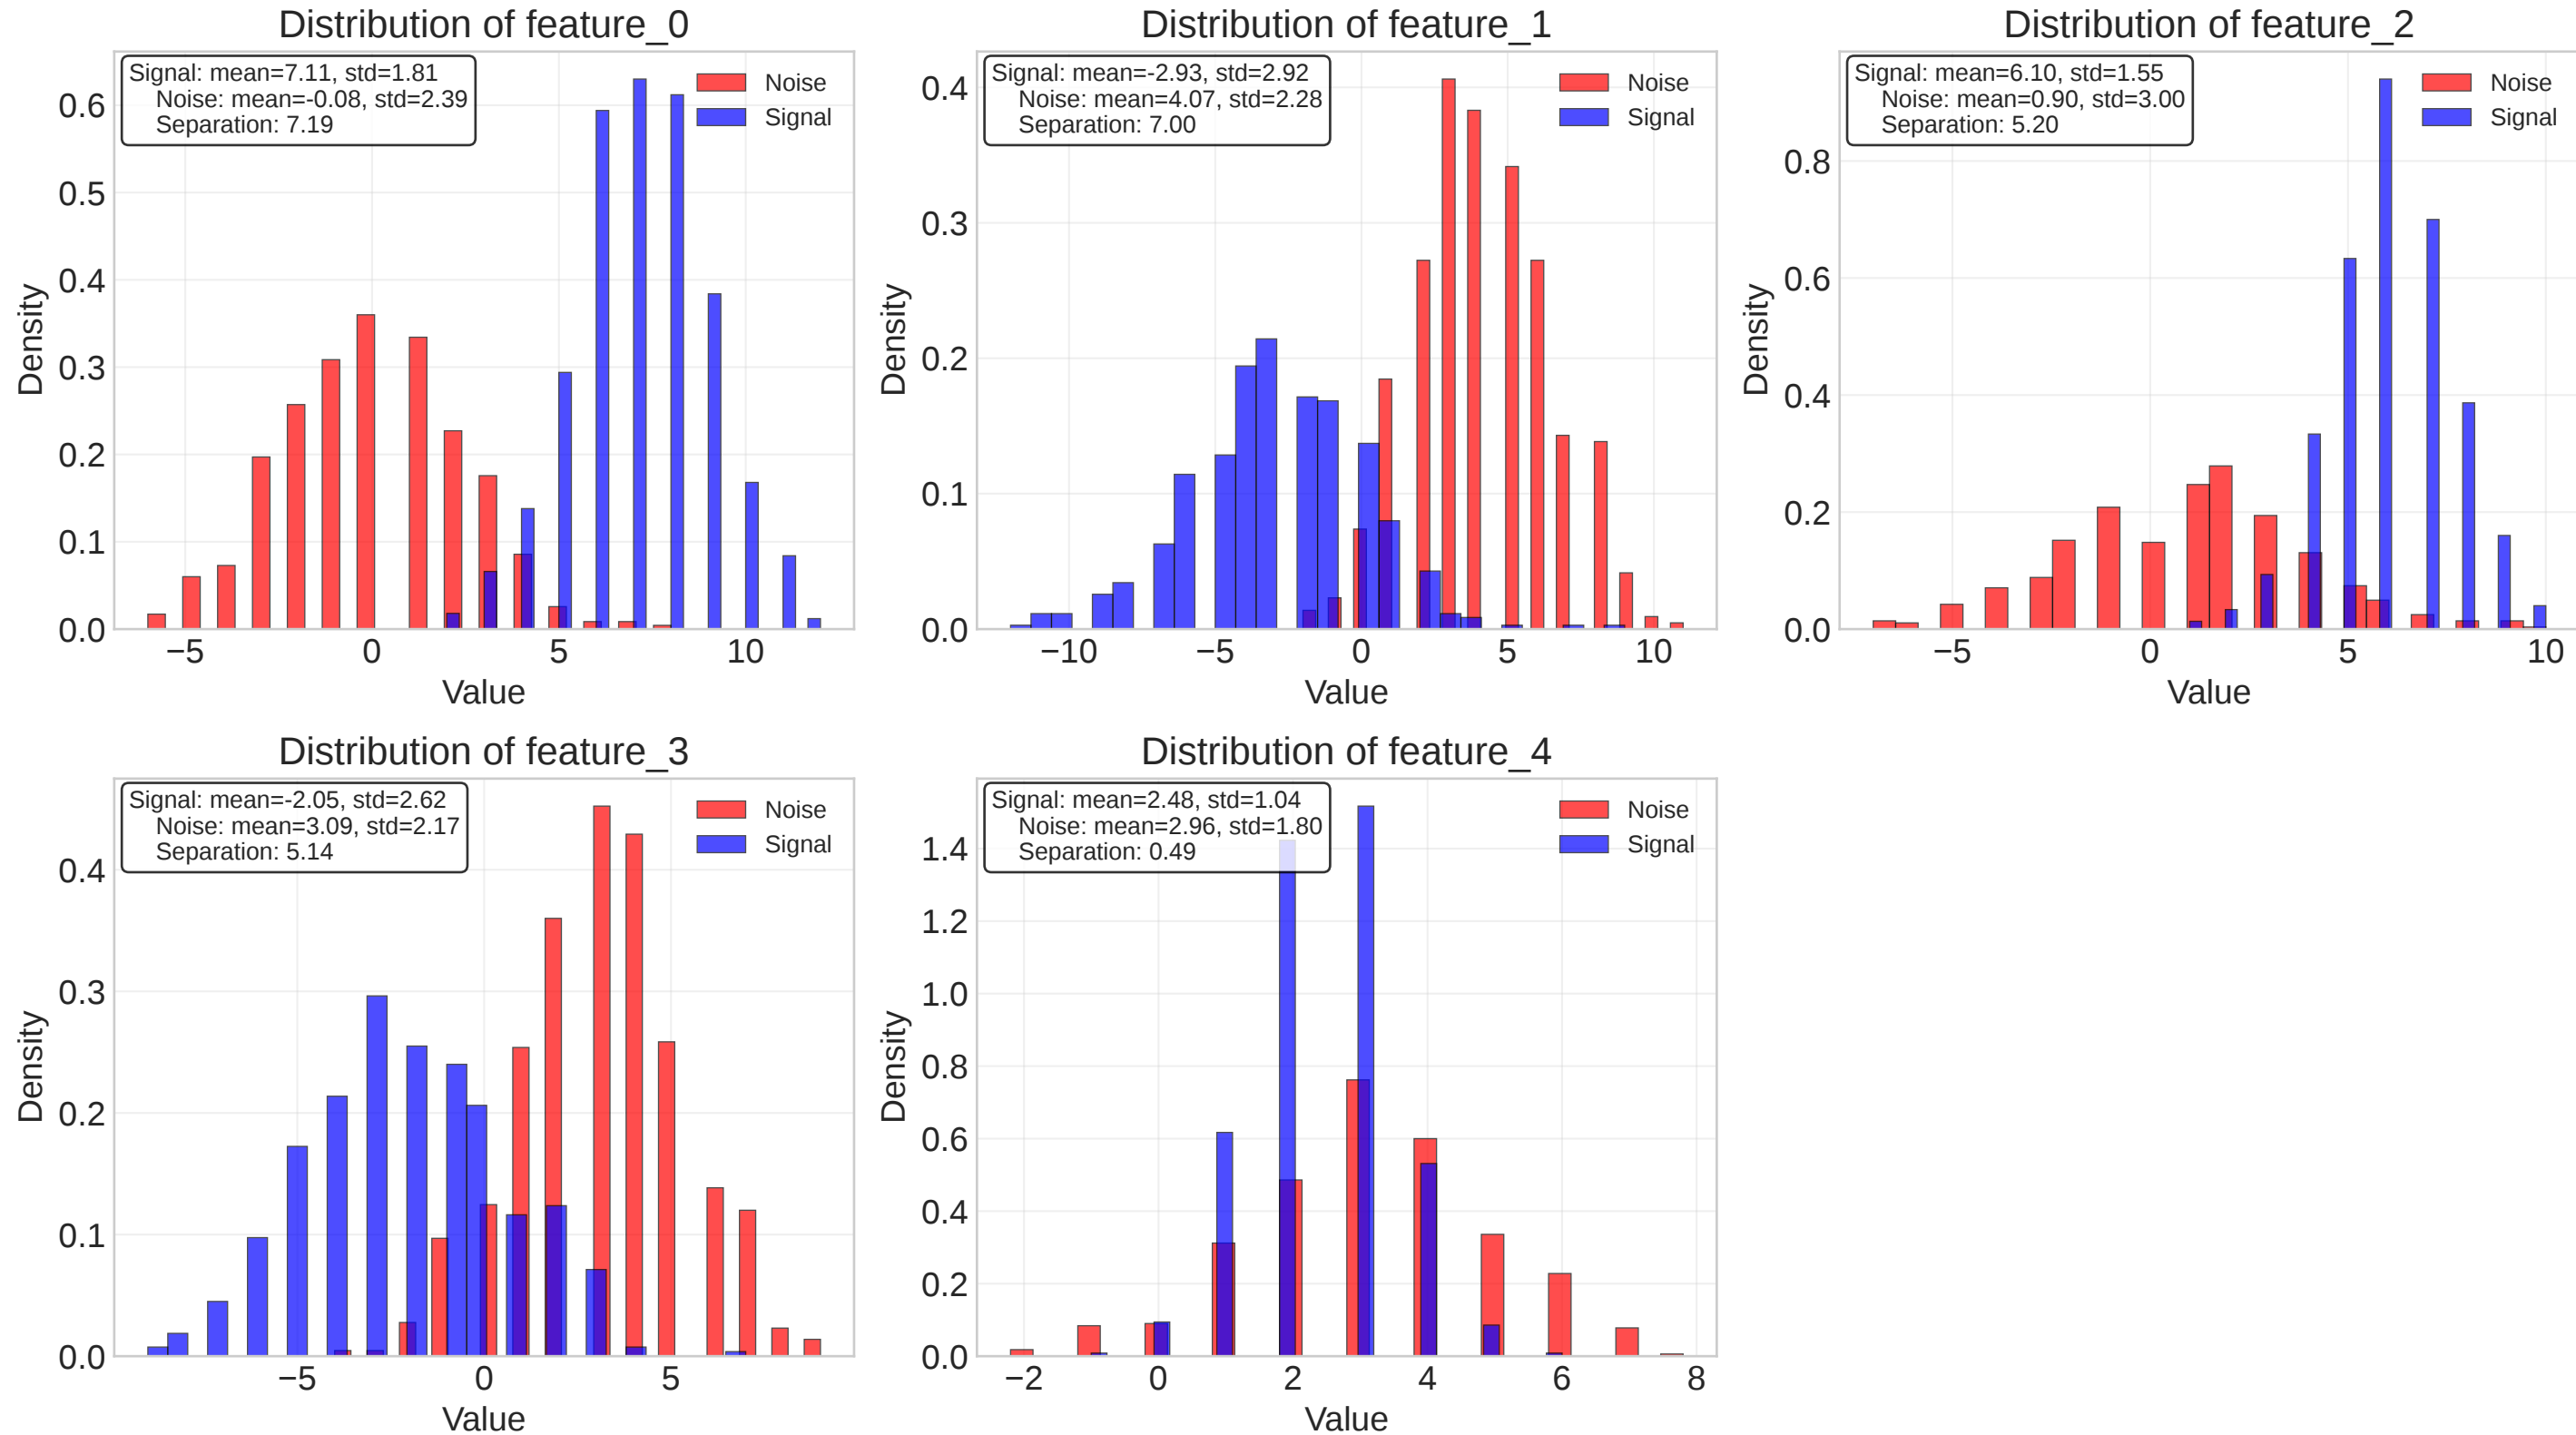 Distribution of feature_0
Signal: mean=7.11, std=1.81
Noise: mean=-0.08, std=2.39
Separation: 7.19
Noise
Signal
Density
0.6
0.5
0.4
0.3
0.2
0.1
0.0
−5 0 5 10
Value
Distribution of feature_1
Signal: mean=-2.93, std=2.92
Noise: mean=4.07, std=2.28
Separation: 7.00
Noise
Signal
Density
0.4
0.3
0.2
0.1
0.0
−10 −5 0 5 10
Value
Distribution of feature_2
Signal: mean=6.10, std=1.55
Noise: mean=0.90, std=3.00
Separation: 5.20
Noise
Signal
Density
0.8
0.6
0.4
0.2
0.0
−5 0 5 10
Value
Distribution of feature_3
Signal: mean=-2.05, std=2.62
Noise: mean=3.09, std=2.17
Separation: 5.14
Noise
Signal
Density
0.4
0.3
0.2
0.1
0.0
−5 0 5
Value
Distribution of feature_4
Signal: mean=2.48, std=1.04
Noise: mean=2.96, std=1.80
Separation: 0.49
Noise
Signal
Density
1.4
1.2
1.0
0.8
0.6
0.4
0.2
0.0
−2 0 2 4 6 8
Value